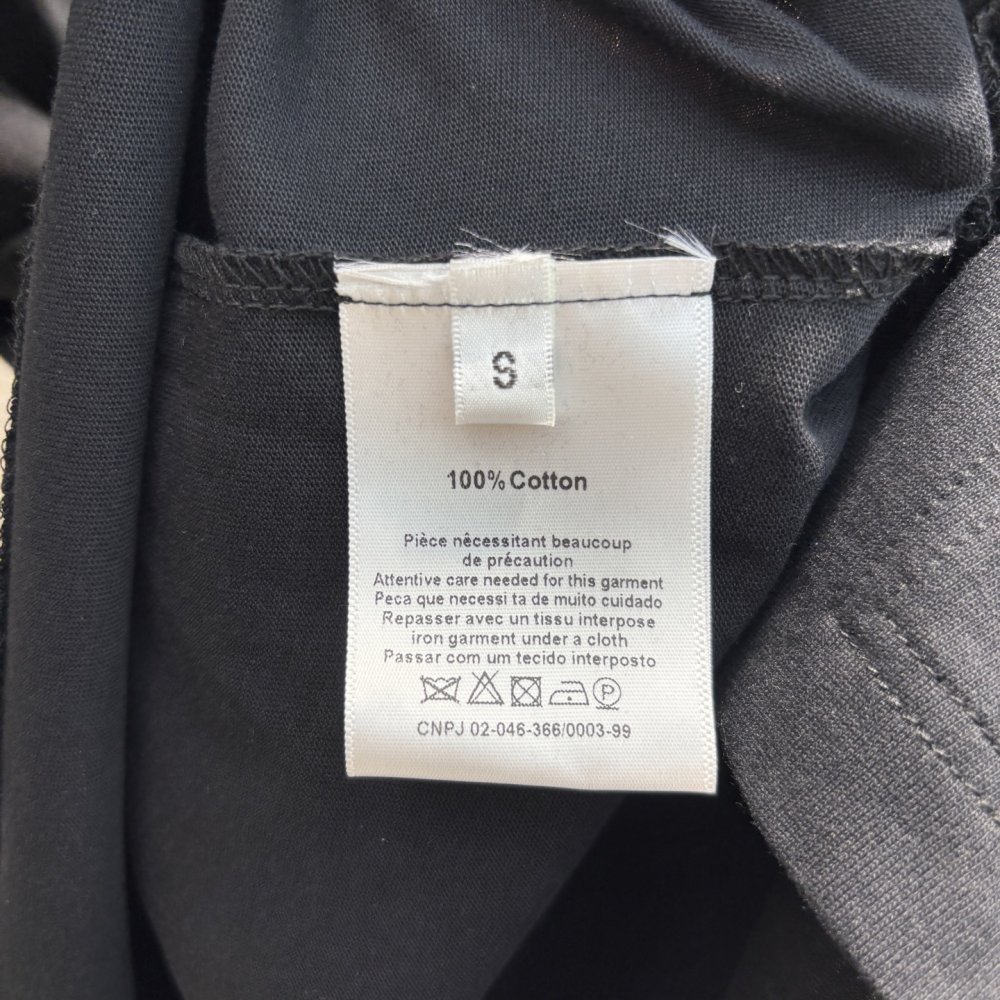 S
100% Cotton
Pièce nêcessitant beaucoup
de précaution
Attentive care needed for this garment
Peca que necessi ta de muito cuidado
Repasser avec un tissu interpose
iron garment under a cloth
Passar com um tecido interposto
P
CNPJ 02-046-366/0003-99